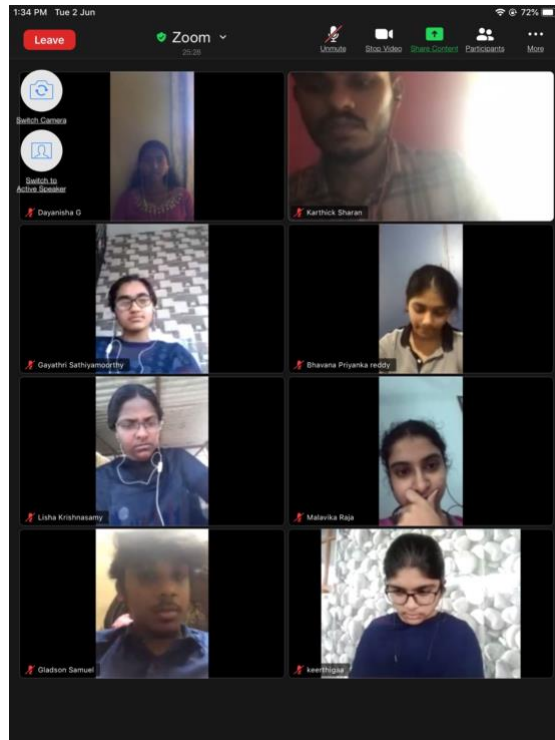 1:34 PM Tue 2 Jun
72%
Leave
Zoom
25:26
Unmute
Stop Video
Share Content
Participants
More
Switch Camera
Switch to
Active Speaker
Dayanisha G
Karthick Sharan
Gayathri Sathiyamoorthy
Bhavana Priyanka reddy
Lisha Krishnasamy
Malavika Raja
Gladson Samuel
keerthigaa